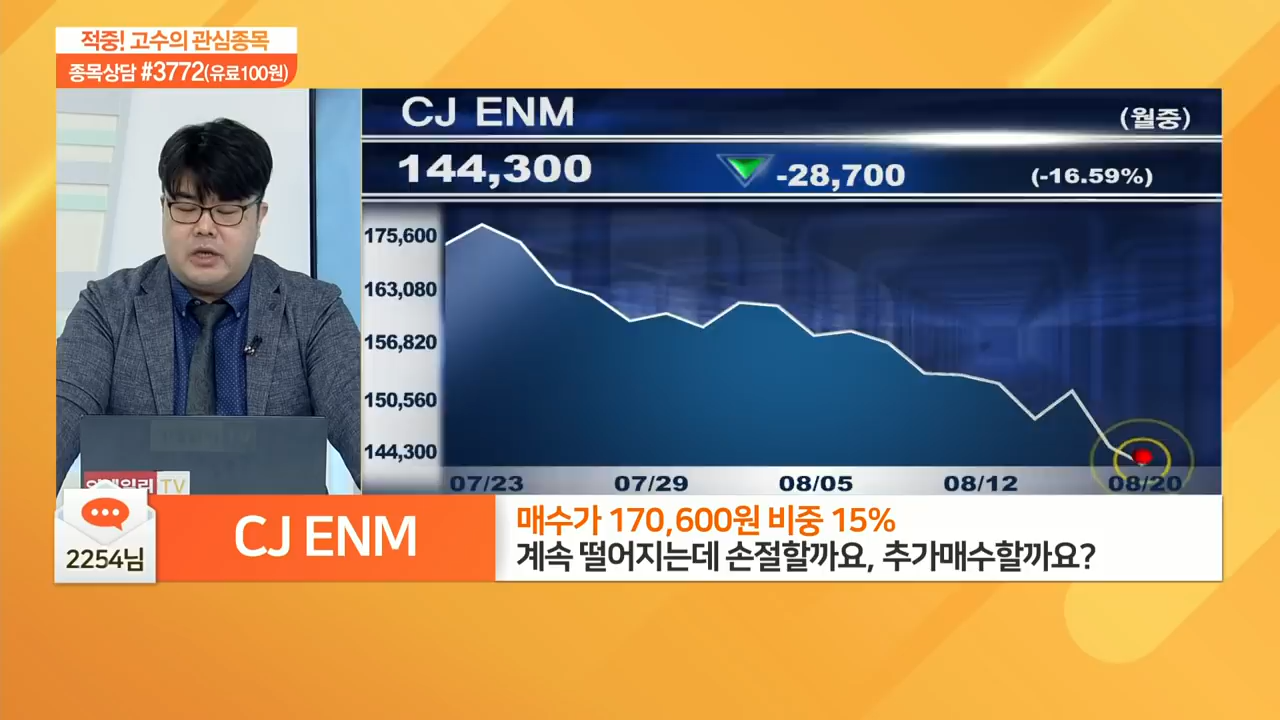 적중! 고수의 관심종목
종목상담 #3772(유료100원)
CJ ENM
(월중)
144,300
-28,700
(-16.59%)
175,600
163,080
156,820
150,560
144,300
07/23
07/29
08/05
08/12
08/20
이데일리 TV
2254님
CJ ENM
매수가 170,600원 비중 15%
계속 떨어지는데 손절할까요, 추가매수할까요?